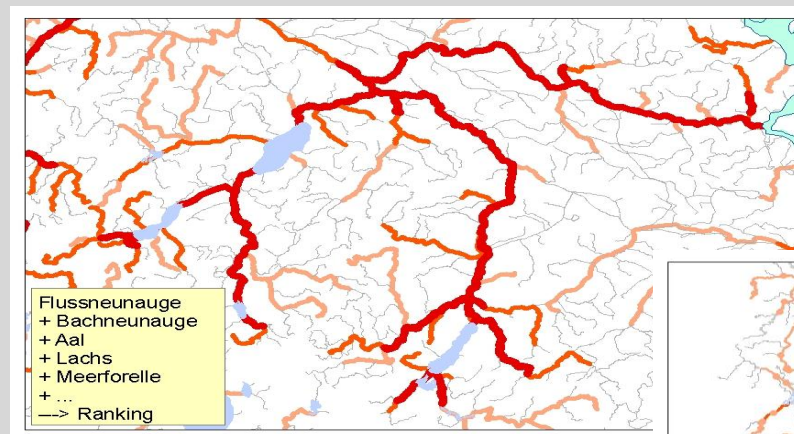 Flussneunauge
+ Bachneunauge
+ Aal
+ Lachs
+ Meerforelle
+ ...
—> Ranking